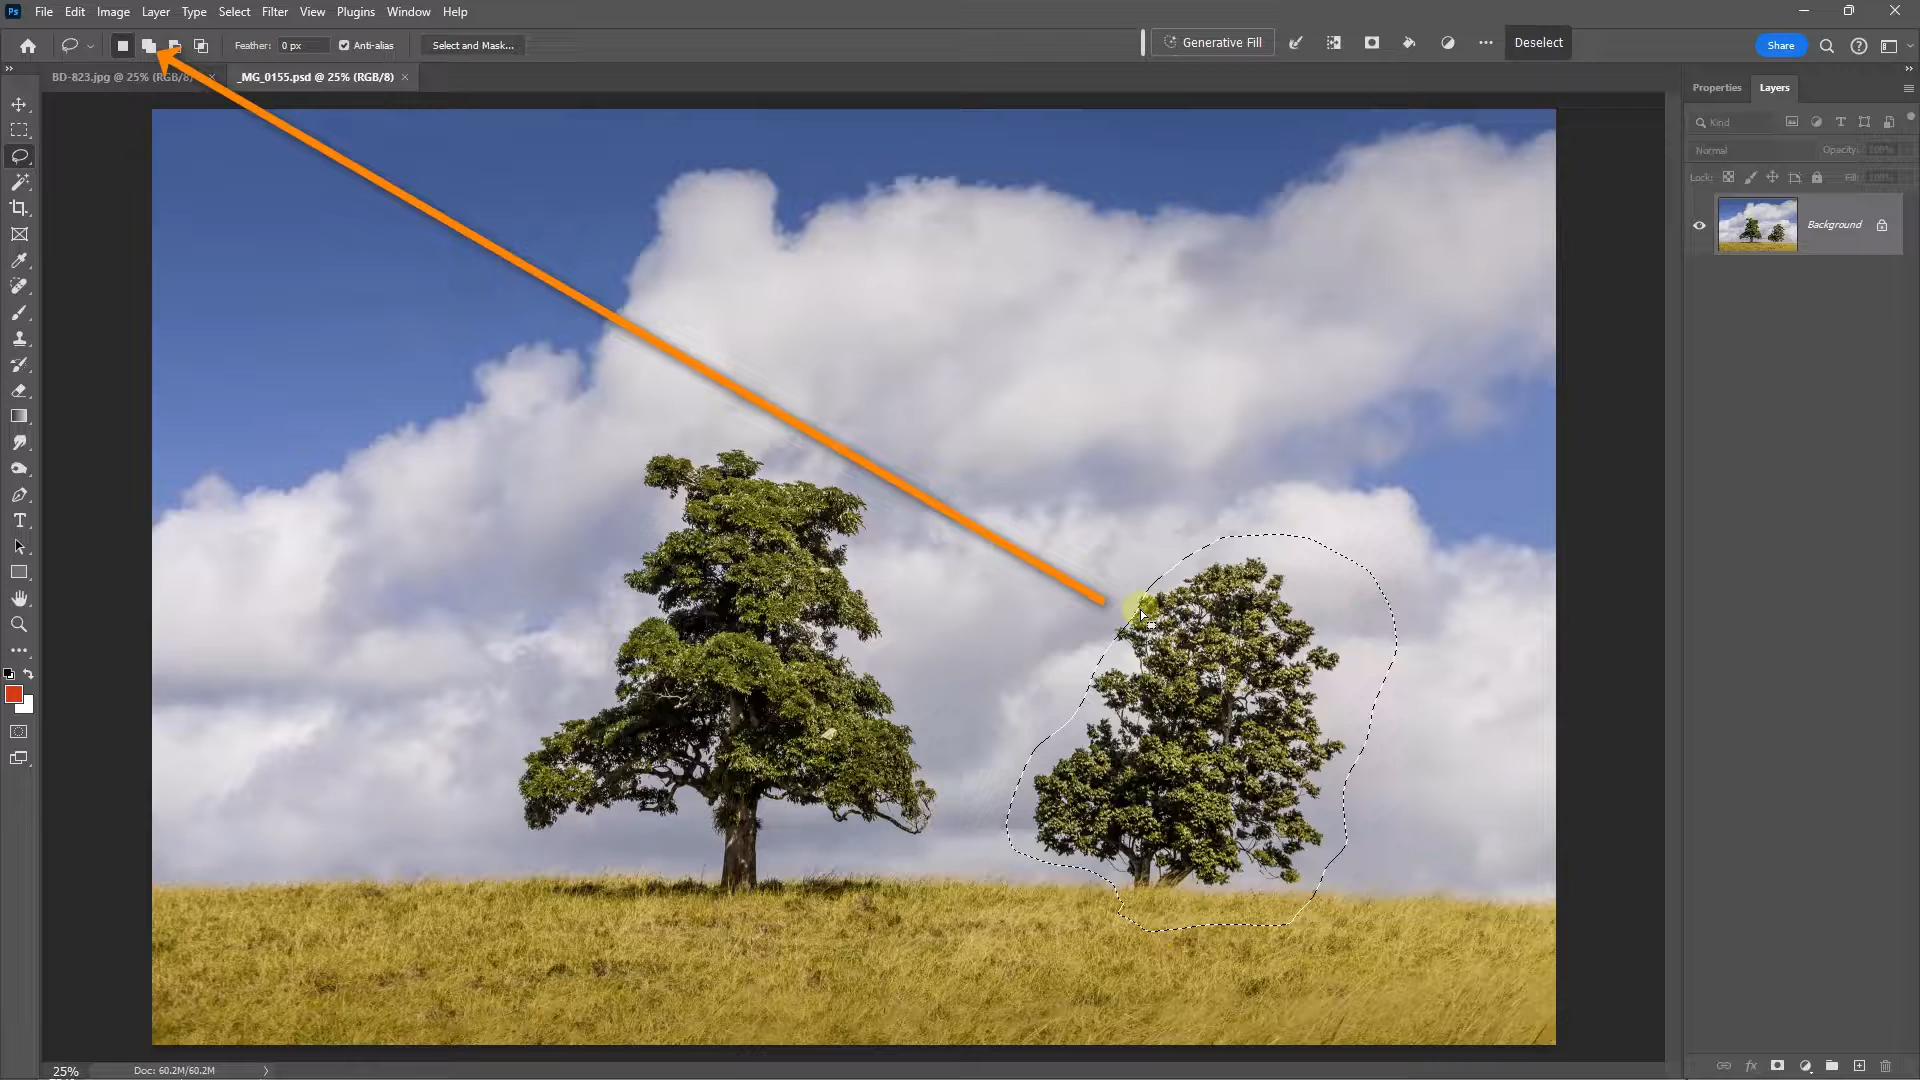 Ps File Edit Image Layer Type Select Filter View Plugins Window Help
Feather: 0 px Anti-alias Select and Mask... Generative Fill Deselect Share
BD-823.jpg @ 25% (RGB/8) _MG_0155.psd @ 25% (RGB/8)
Properties Layers
Kind
Normal Opacity: 100%
Lock: Fill: 100%
Background
25% Doc: 60.2M/60.2M